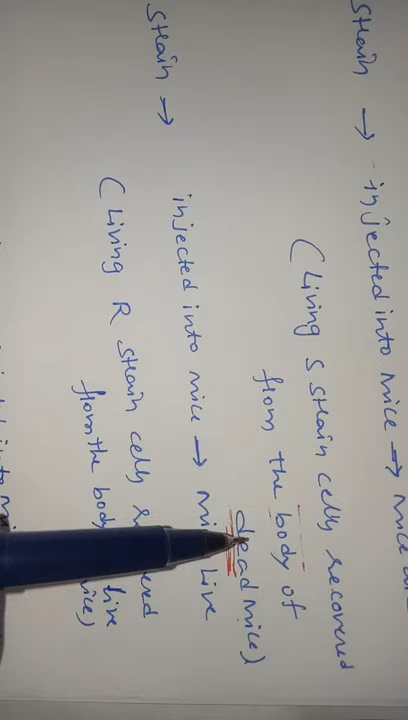 strain → injected into mice → mice
(Living S strain cells recovered
from the body of
dead mice)
strain → injected into mice → Live
(Living R strain cells
from the body
live